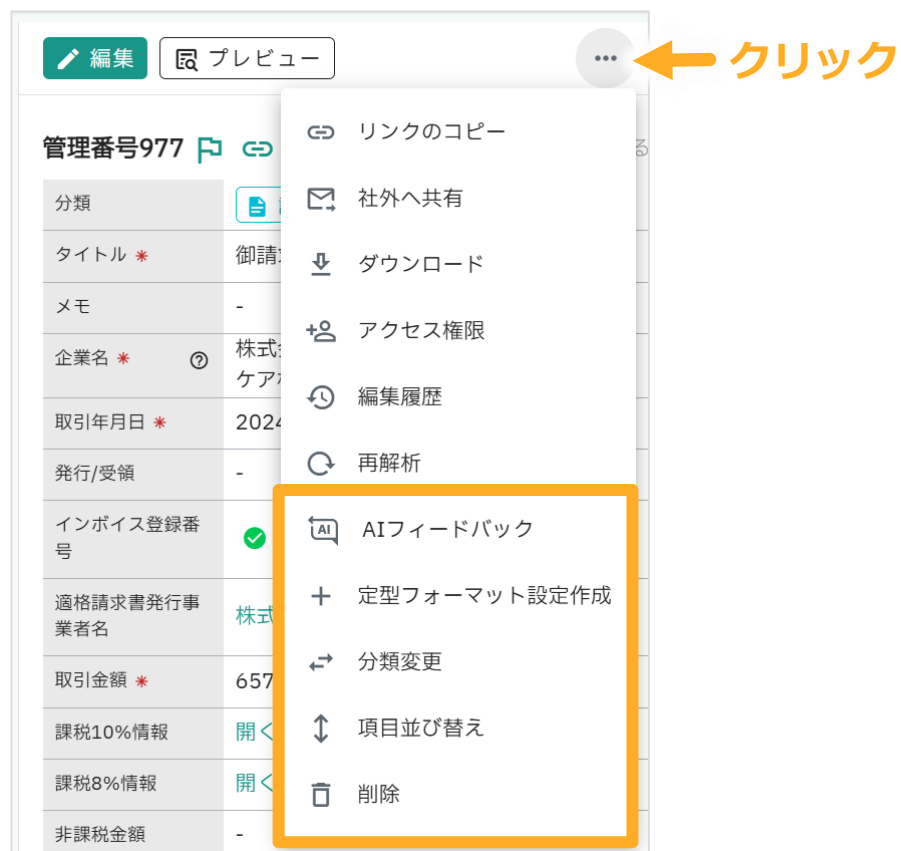 編集
プレビュー
クリック
管理番号977
る
リンクのコピー
社外へ共有
ダウンロード
アクセス権限
編集履歴
再解析
AI
AIフィードバック
定型フォーマット設定作成
分類変更
項目並び替え
削除
分類
タイトル *
御請
メモ
-
企業名 *
株式
ケア
取引年月日 *
2024
発行/受領
-
インボイス登録番
号
適格請求書発行事
業者名
株式
取引金額 *
657
課税10%情報
開く
課税8%情報
開く
非課税金額
-